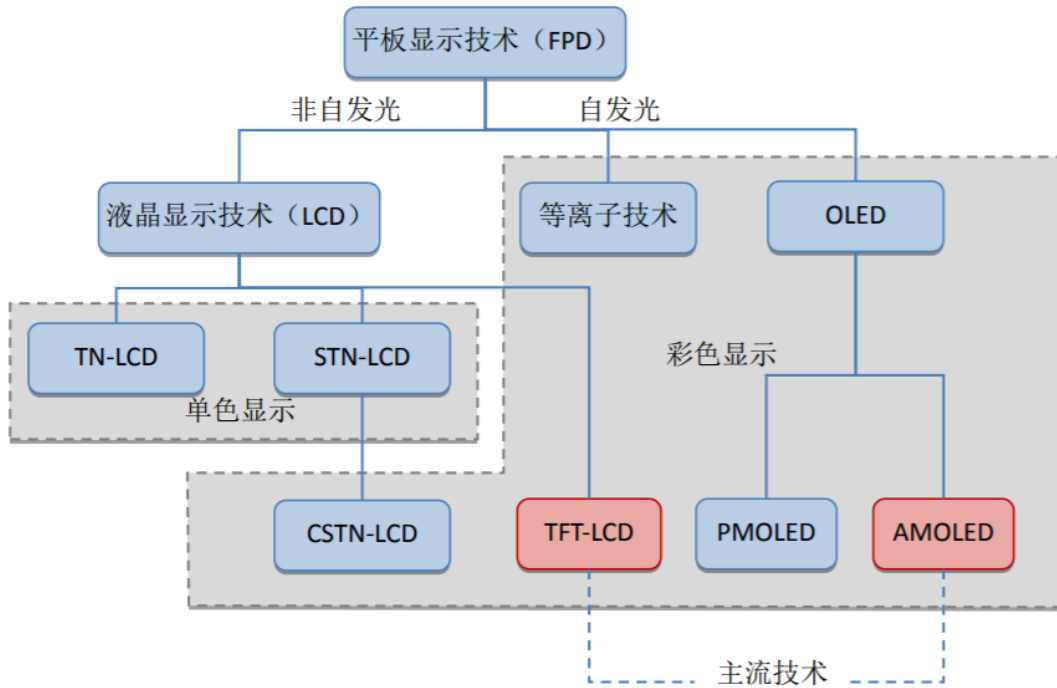 平板显示技术（FPD）
非自发光
自发光
液晶显示技术（LCD）
等离子技术
OLED
TN-LCD
STN-LCD
彩色显示
单色显示
CSTN-LCD
TFT-LCD
PMOLED
AMOLED
主流技术